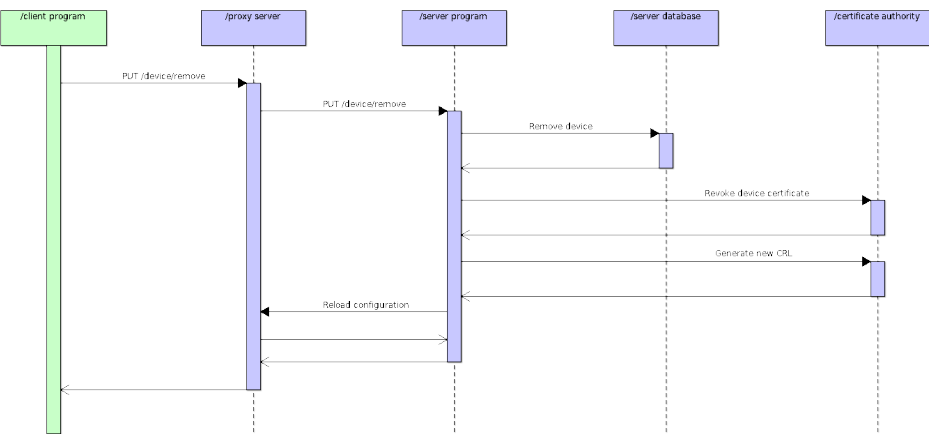 /client program
/proxy server
/server program
/server database
/certificate authority
PUT /device/remove
PUT /device/remove
Remove device
Revoke device certificate
Generate new CRL
Reload configuration